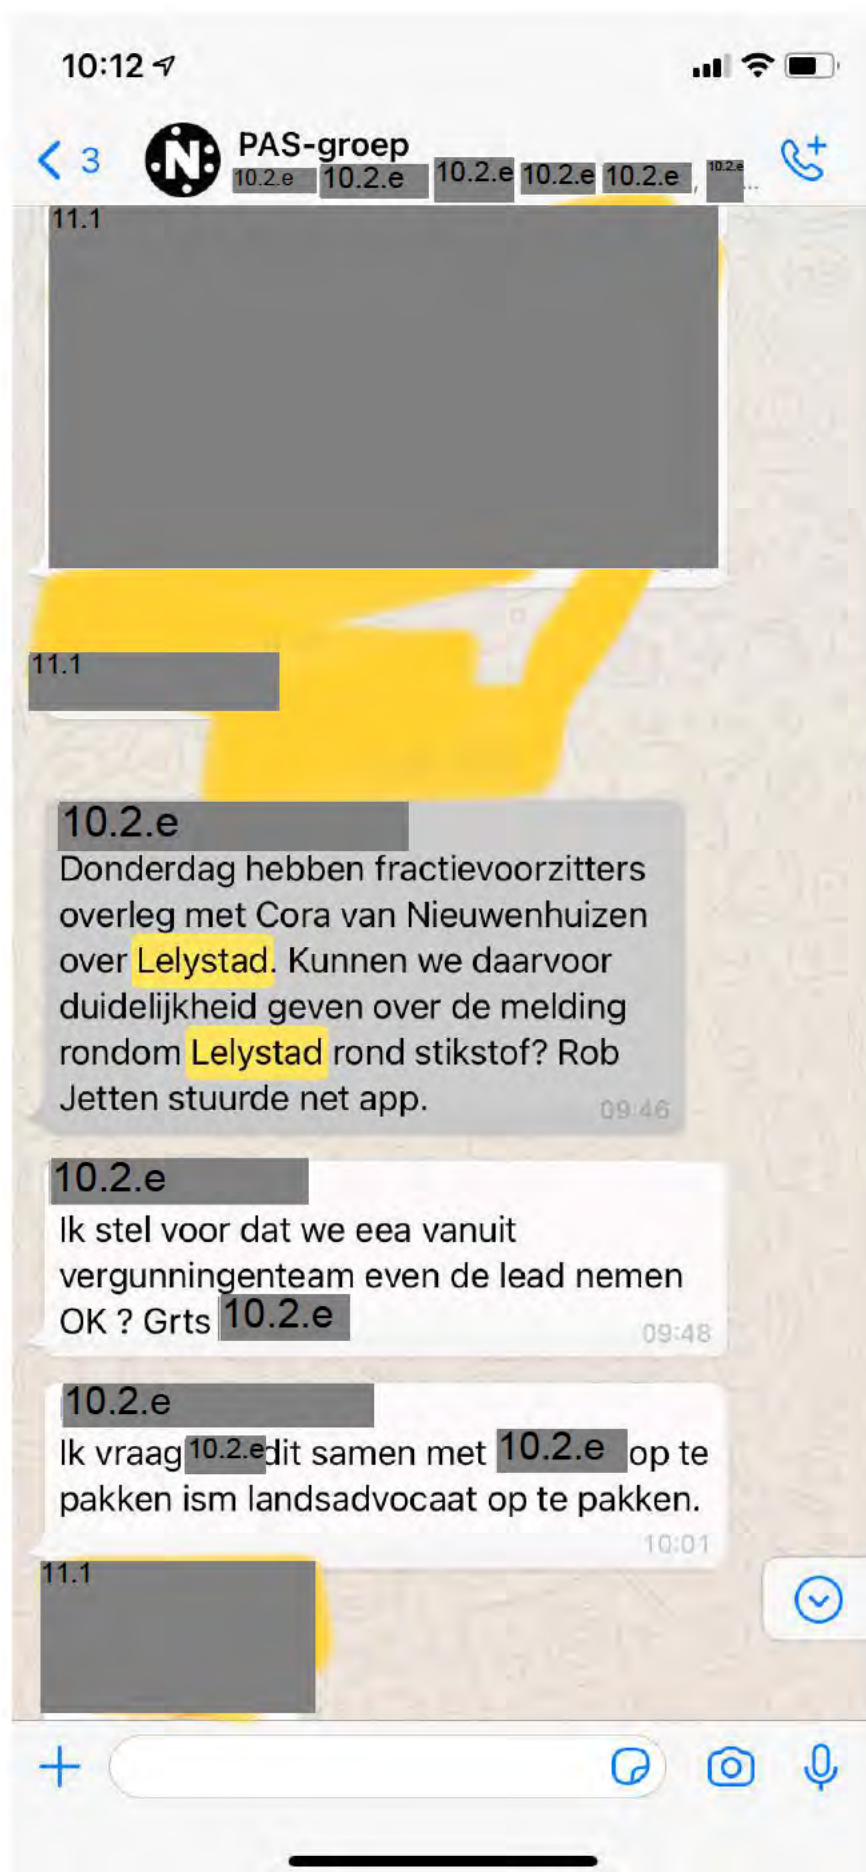 10:12
3
N
PAS-groep
10.2.e 10.2.e 10.2.e 10.2.e 10.2.e , 10.2.e ...
11.1
11.1
10.2.e
Donderdag hebben fractievoorzitters
overleg met Cora van Nieuwenhuizen
over Lelystad. Kunnen we daarvoor
duidelijkheid geven over de melding
rondom Lelystad rond stikstof? Rob
Jetten stuurde net app.
09:46
10.2.e
Ik stel voor dat we eea vanuit
vergunningenteam even de lead nemen
OK ? Grts 10.2.e
09:48
10.2.e
Ik vraag 10.2.e dit samen met 10.2.e op te
pakken ism landsadvocaat op te pakken.
10:01
11.1